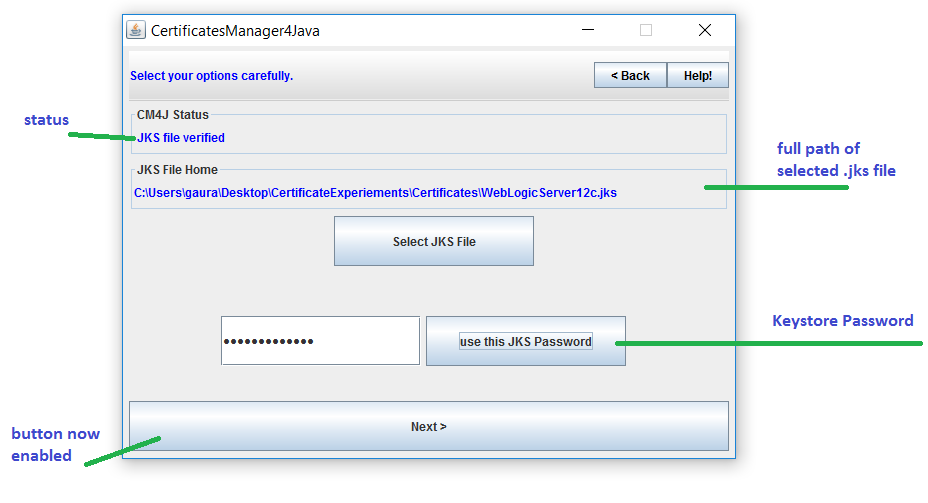 CertificatesManager4Java
Select your options carefully.
< Back
Help!
CM4J Status
status
JKS file verified
JKS File Home
full path of
selected .jks file
C:\Users\gaura\Desktop\CertificateExperiements\Certificates\WebLogicServer12c.jks
Select JKS File
Keystore Password
•••••••••••••
use this JKS Password
Next >
button now
enabled